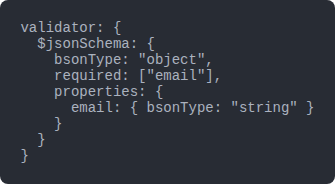 validator: {
  $jsonSchema: {
    bsonType: "object",
    required: ["email"],
    properties: {
      email: { bsonType: "string" }
    }
  }
}